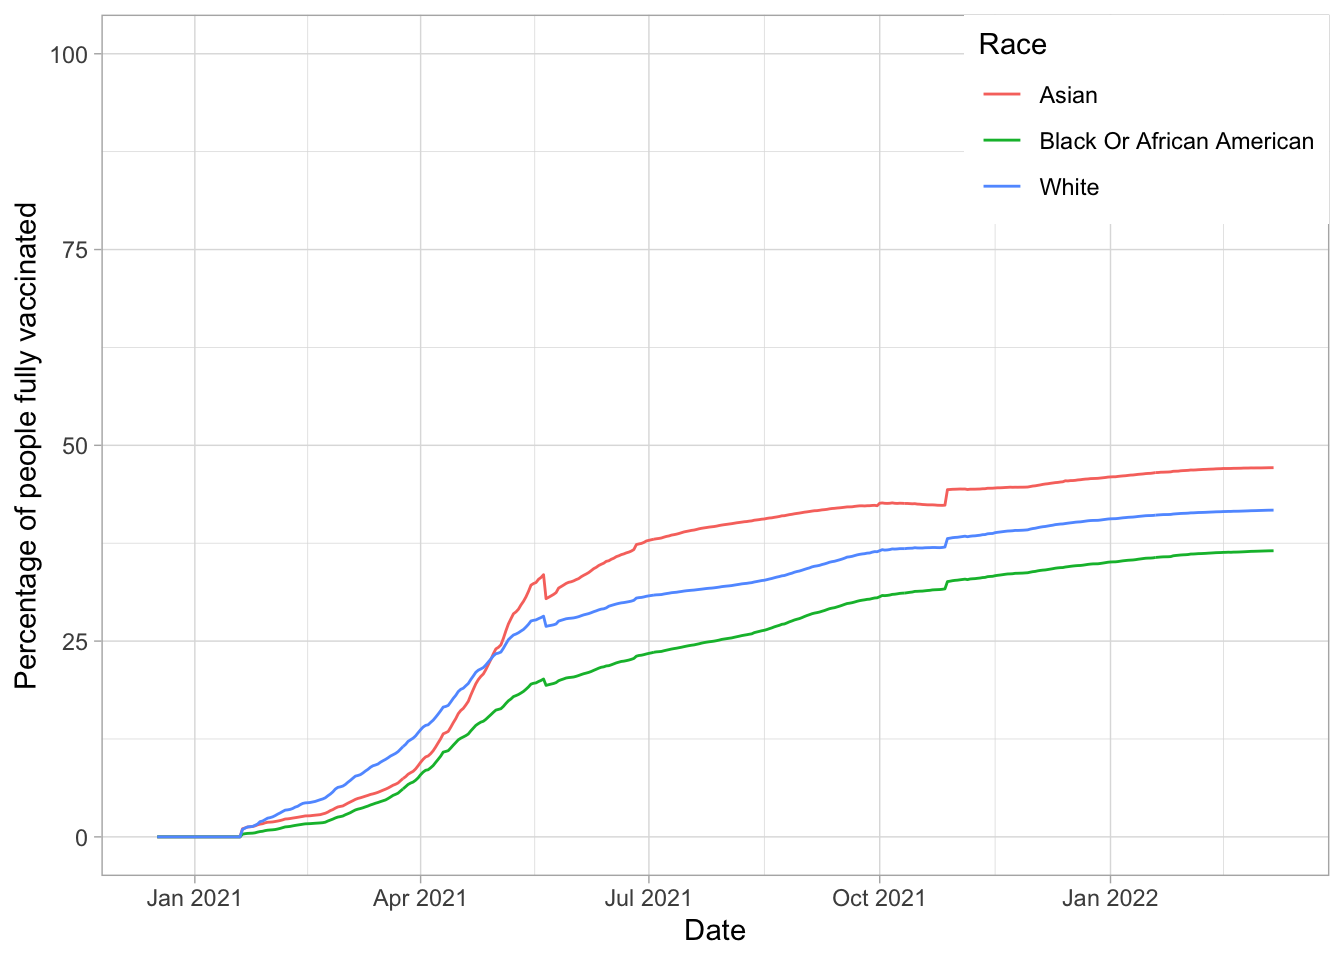 100
75
50
25
0
Percentage of people fully vaccinated
Race
Asian
Black Or African American
White
Jan 2021
Apr 2021
Jul 2021
Oct 2021
Jan 2022
Date